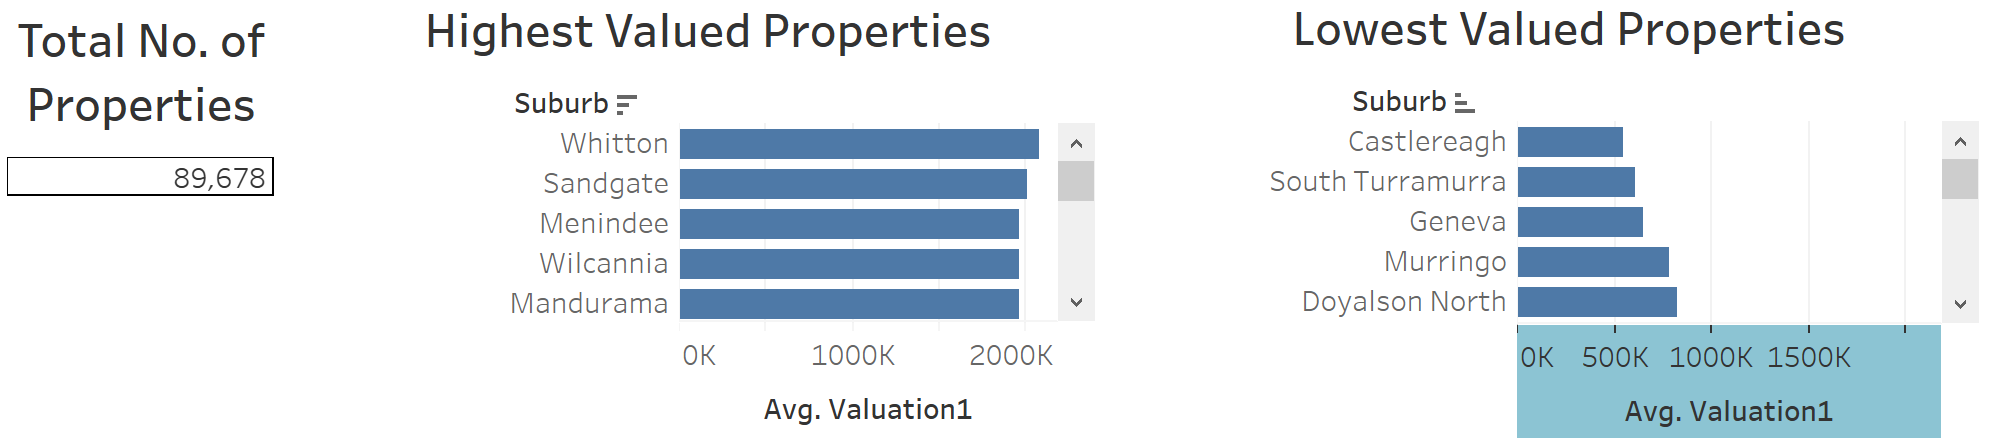 Total No. of
Properties
89,678
Highest Valued Properties
Suburb
Whitton
Sandgate
Menindee
Wilcannia
Mandurama
0K 1000K 2000K
Avg. Valuation1
Lowest Valued Properties
Suburb
Castlereagh
South Turramurra
Geneva
Murringo
Doyalson North
0K 500K 1000K 1500K
Avg. Valuation1